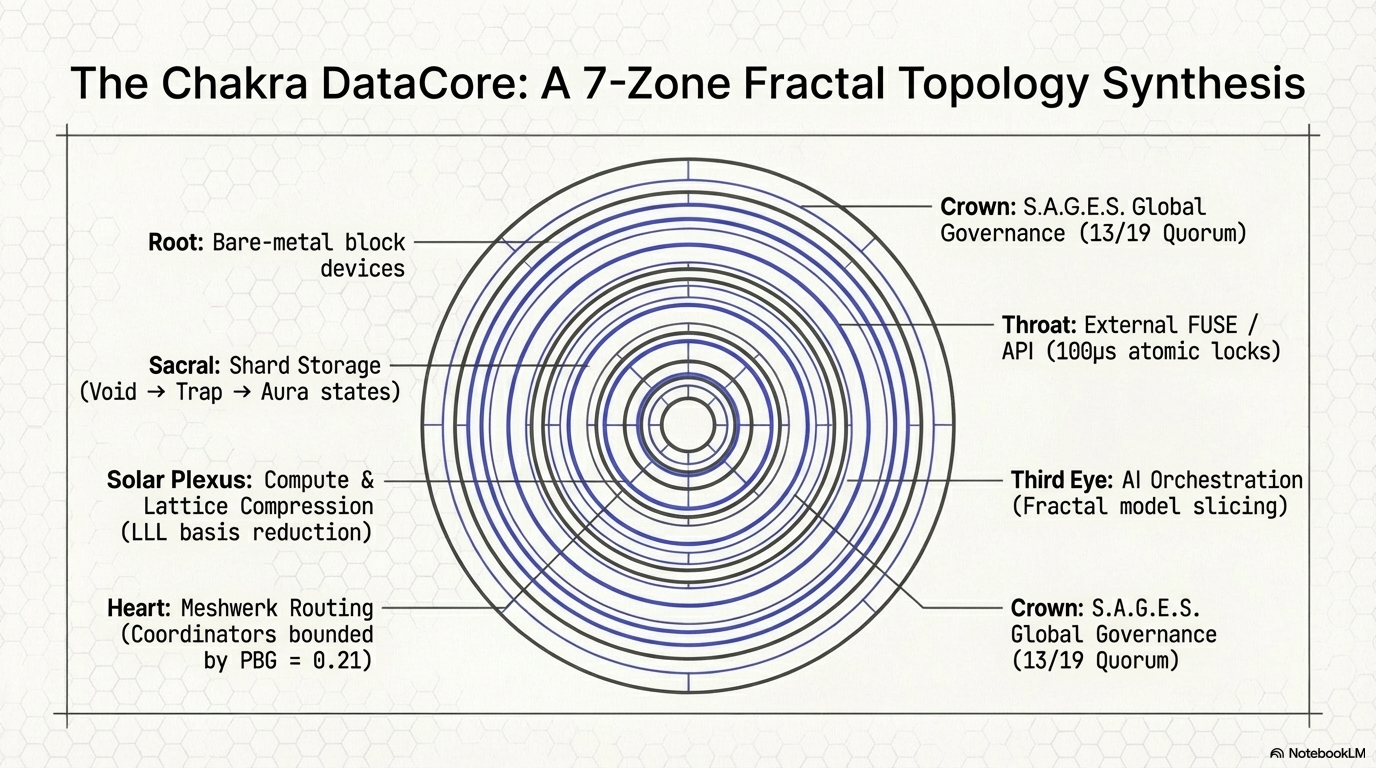 The Chakra DataCore: A 7-Zone Fractal Topology Synthesis
Root: Bare-metal block
devices
Sacral: Shard Storage
(Void → Trap → Aura states)
Solar Plexus: Compute &
Lattice Compression
(LLL basis reduction)
Heart: Meshwerk Routing
(Coordinators bounded
by PBG = 0.21)
Crown: S.A.G.E.S. Global
Governance (13/19 Quorum)
Throat: External FUSE /
API (100µs atomic locks)
Third Eye: AI Orchestration
(Fractal model slicing)
Crown: S.A.G.E.S.
Global Governance
(13/19 Quorum)
NotebookLM